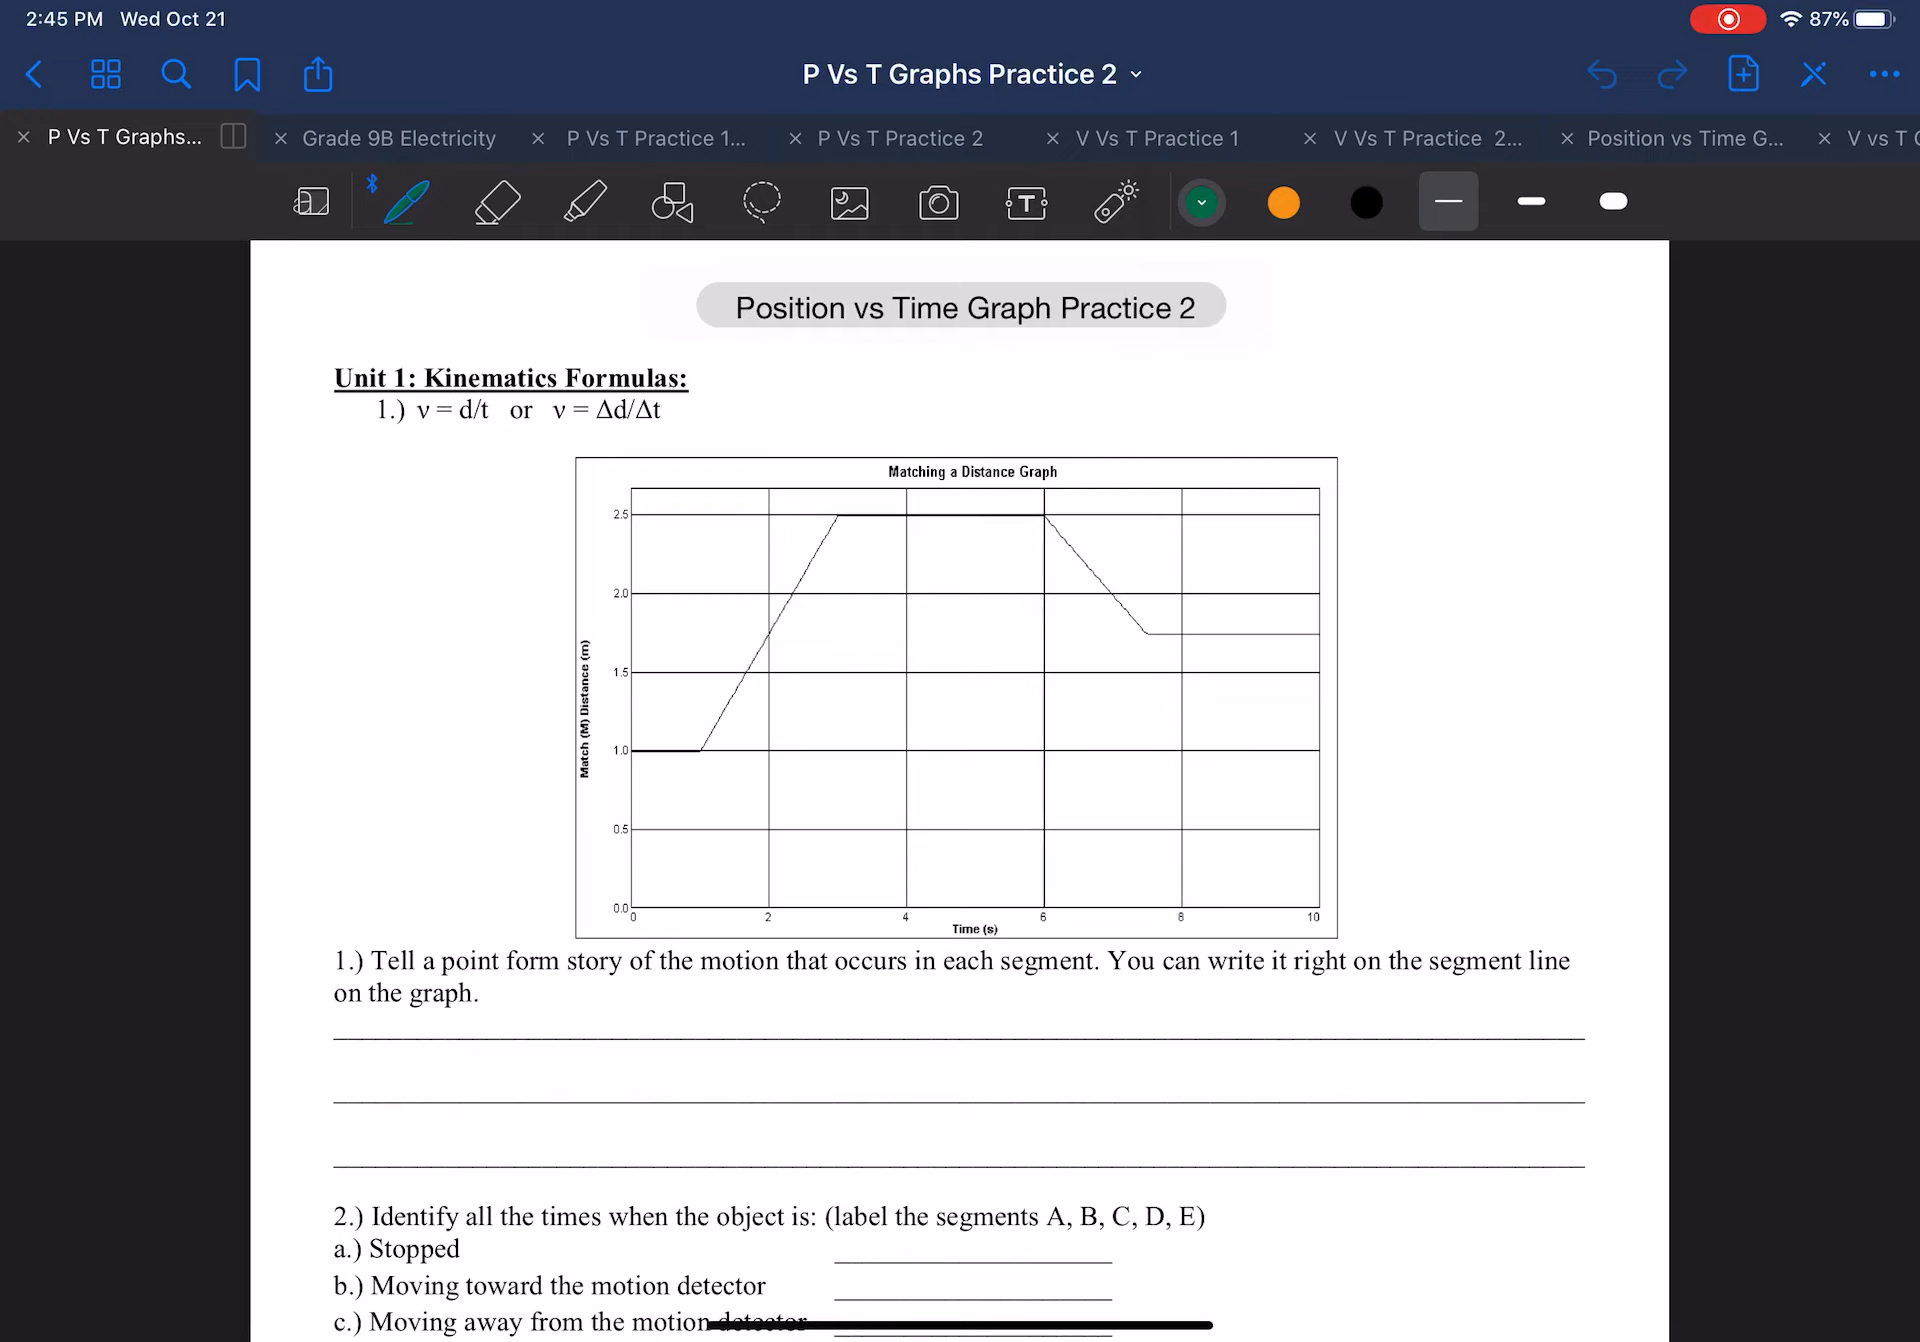 2:45 PM Wed Oct 21
87%
P Vs T Graphs Practice 2
P Vs T Graphs...
Grade 9B Electricity
P Vs T Practice 1...
P Vs T Practice 2
V Vs T Practice 1
V Vs T Practice 2...
Position vs Time G...
V vs T
T
Position vs Time Graph Practice 2
Unit 1: Kinematics Formulas:
1.) v = d/t or v = Δd/Δt
Matching a Distance Graph
2.5
2.0
1.5
1.0
0.5
0.0
Match (M) Distance (m)
0 2 4 6 8 10
Time (s)
1.) Tell a point form story of the motion that occurs in each segment. You can write it right on the segment line
on the graph.
2.) Identify all the times when the object is: (label the segments A, B, C, D, E)
a.) Stopped
b.) Moving toward the motion detector
c.) Moving away from the motion detector